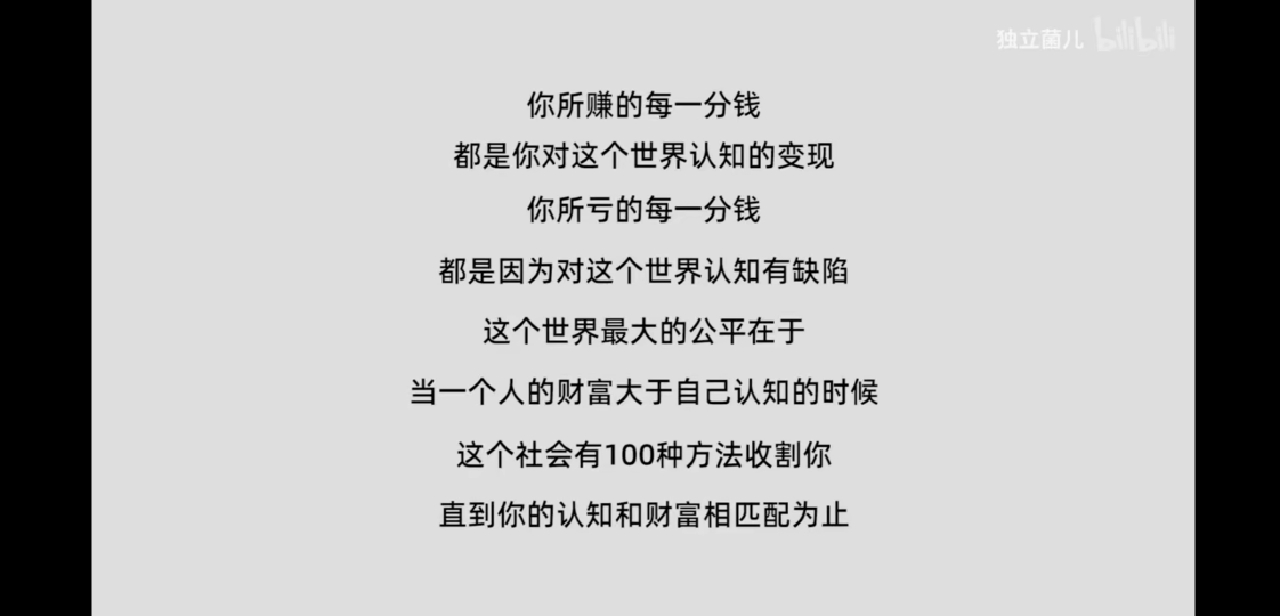 独立菌儿 bilibili
你所赚的每一分钱
都是你对这个世界认知的变现
你所亏的每一分钱
都是因为对这个世界认知有缺陷
这个世界最大的公平在于
当一个人的财富大于自己认知的时候
这个社会有100种方法收割你
直到你的认知和财富相匹配为止